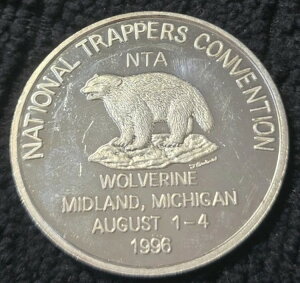 NATIONAL TRAPPERS CONVENTION
NTA
WOLVERINE
MIDLAND, MICHIGAN
AUGUST 1-4
1996